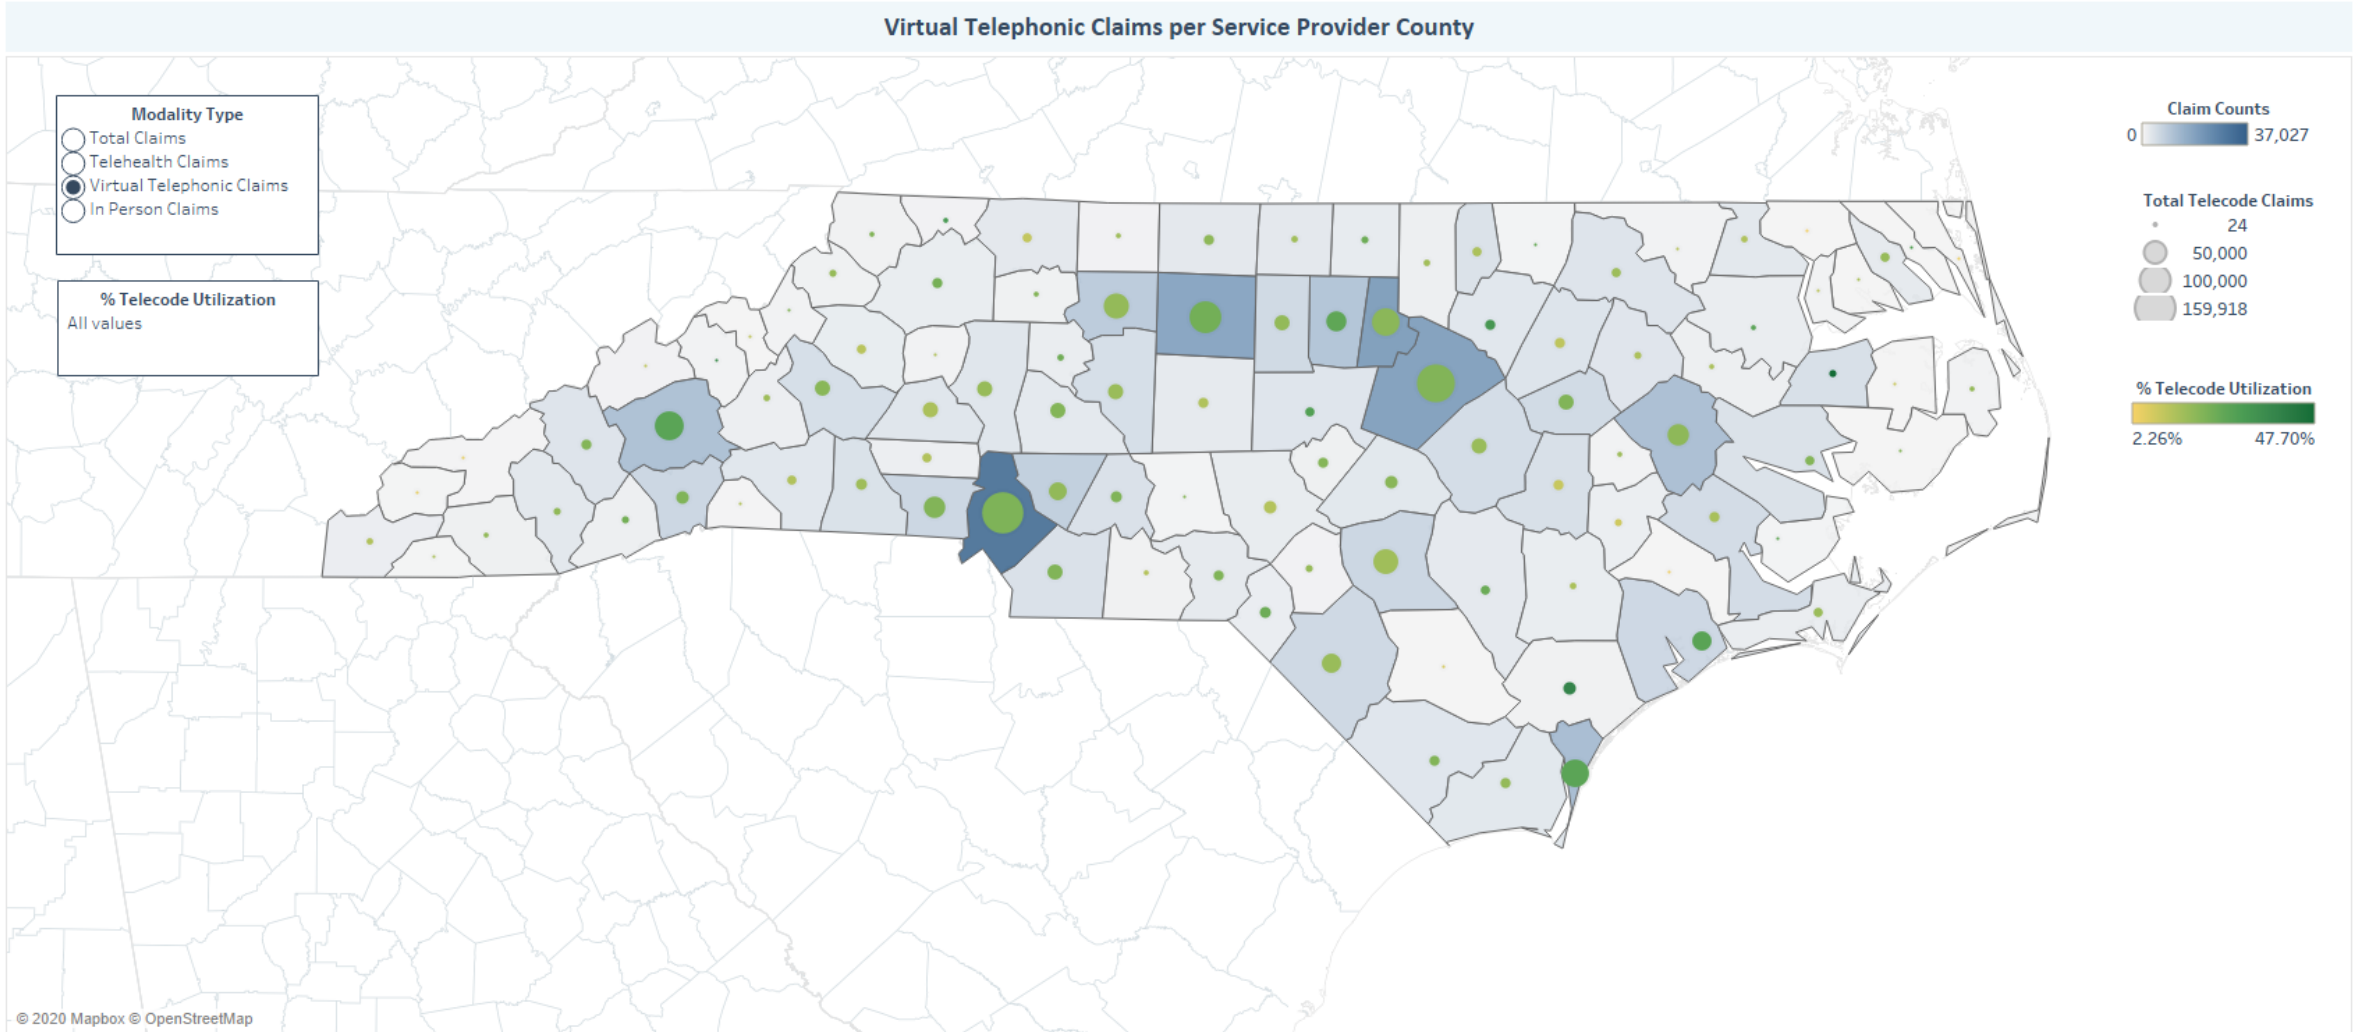 Virtual Telephonic Claims per Service Provider County
Modality Type
Total Claims
Telehealth Claims
Virtual Telephonic Claims
In Person Claims
% Telecode Utilization
All values
Claim Counts
0 37,027
Total Telecode Claims
24
50,000
100,000
159,918
% Telecode Utilization
2.26% 47.70%
© 2020 Mapbox © OpenStreetMap